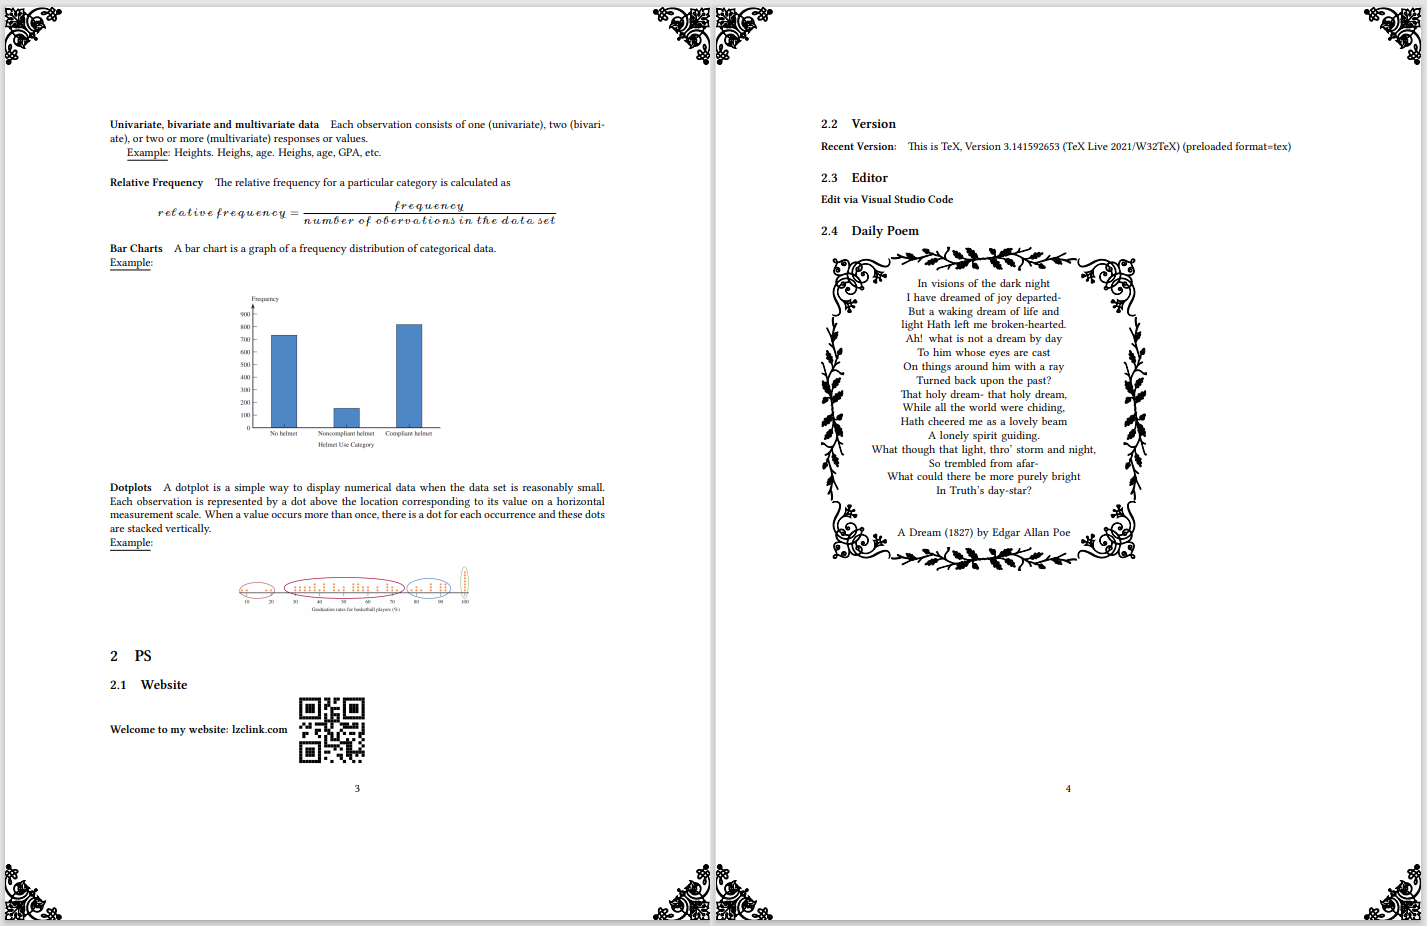 Univariate, bivariate and multivariate data Each observation consists of one (univariate), two (bivari-
ate), or two or more (multivariate) responses or values.
Example: Heights. Heighs, age. Heighs, age, GPA, etc.
Relative Frequency The relative frequency for a particular category is calculated as
relative frequency = frequency
number of obervations in the data set
Bar Charts A bar chart is a graph of a frequency distribution of categorical data.
Example:
Frequency
900
800
700
600
500
400
300
200
100
0
No helmet Noncompliant helmet Compliant helmet
Helmet Use Category
Dotplots A dotplot is a simple way to display numerical data when the data set is reasonably small.
Each observation is represented by a dot above the location corresponding to its value on a horizontal
measurement scale. When a value occurs more than once, there is a dot for each occurrence and these dots
are stacked vertically.
Example:
10 20 30 40 50 60 70 80 90 100
Graduation rates for basketball players (%)
2 PS
2.1 Website
Welcome to my website: lzclink.com
3
2.2 Version
Recent Version: This is TeX, Version 3.141592653 (TeX Live 2021/W32TeX) (preloaded format=tex)
2.3 Editor
Edit via Visual Studio Code
2.4 Daily Poem
In visions of the dark night
I have dreamed of joy departed-
But a waking dream of life and
light Hath left me broken-hearted.
Ah! what is not a dream by day
To him whose eyes are cast
On things around him with a ray
Turned back upon the past?
That holy dream- that holy dream,
While all the world were chiding,
Hath cheered me as a lovely beam
A lonely spirit guiding.
What though that light, thro' storm and night,
So trembled from afar-
What could there be more purely bright
In Truth's day-star?
A Dream (1827) by Edgar Allan Poe
4